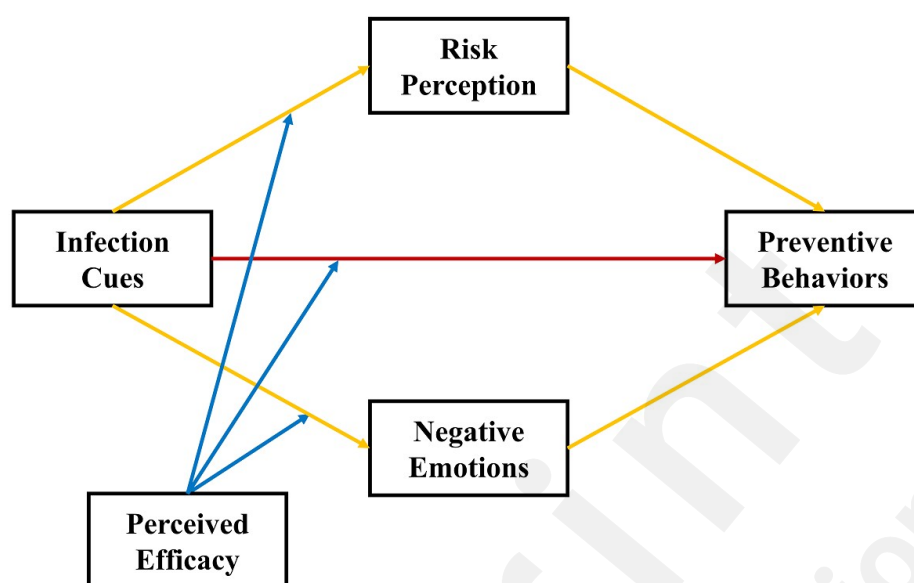 Risk
Perception
Infection
Cues
Preventive
Behaviors
Negative
Emotions
Perceived
Efficacy